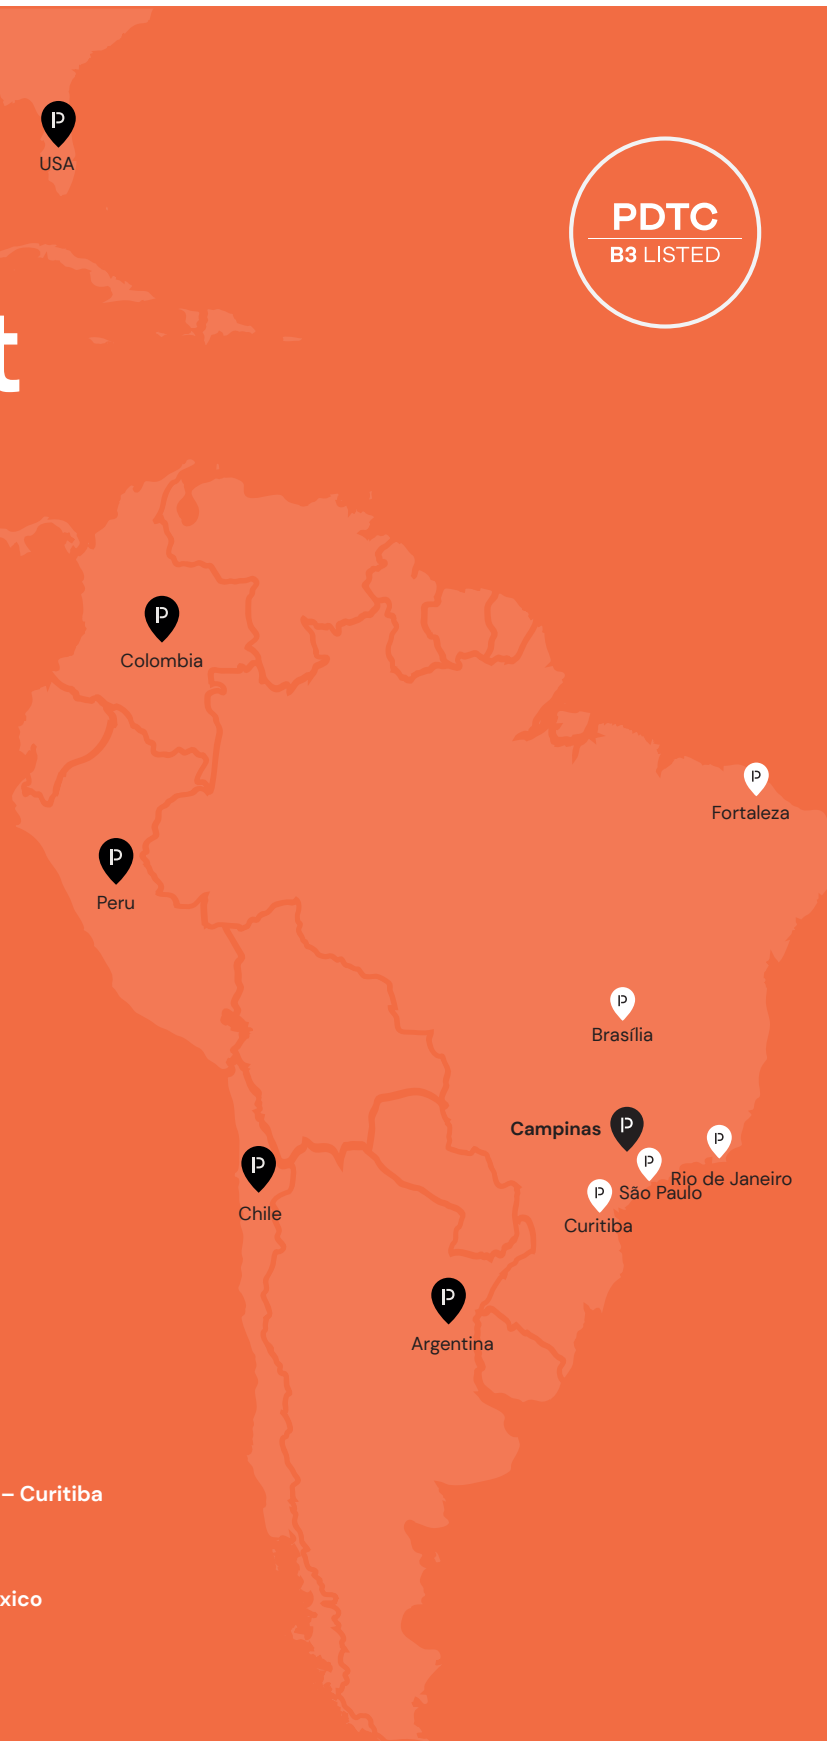 USA
PDTC
B3 LISTED
t
Colombia
Fortaleza
Peru
Brasília
Campinas
Rio de Janeiro
São Paulo
Chile
Curitiba
Argentina
– Curitiba
xico